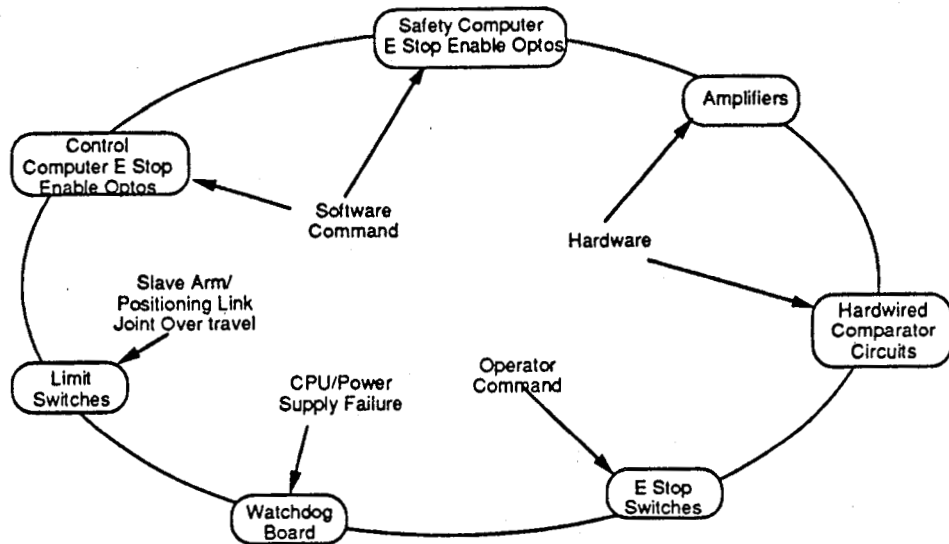 Safety Computer
E Stop Enable Optos
Amplifiers
Control
Computer E Stop
Enable Optos
Software
Command
Hardware
Slave Arm/
Positioning Link
Joint Over travel
Hardwired
Comparator
Circuits
Limit
Switches
CPU/Power
Supply Failure
Operator
Command
E Stop
Switches
Watchdog
Board